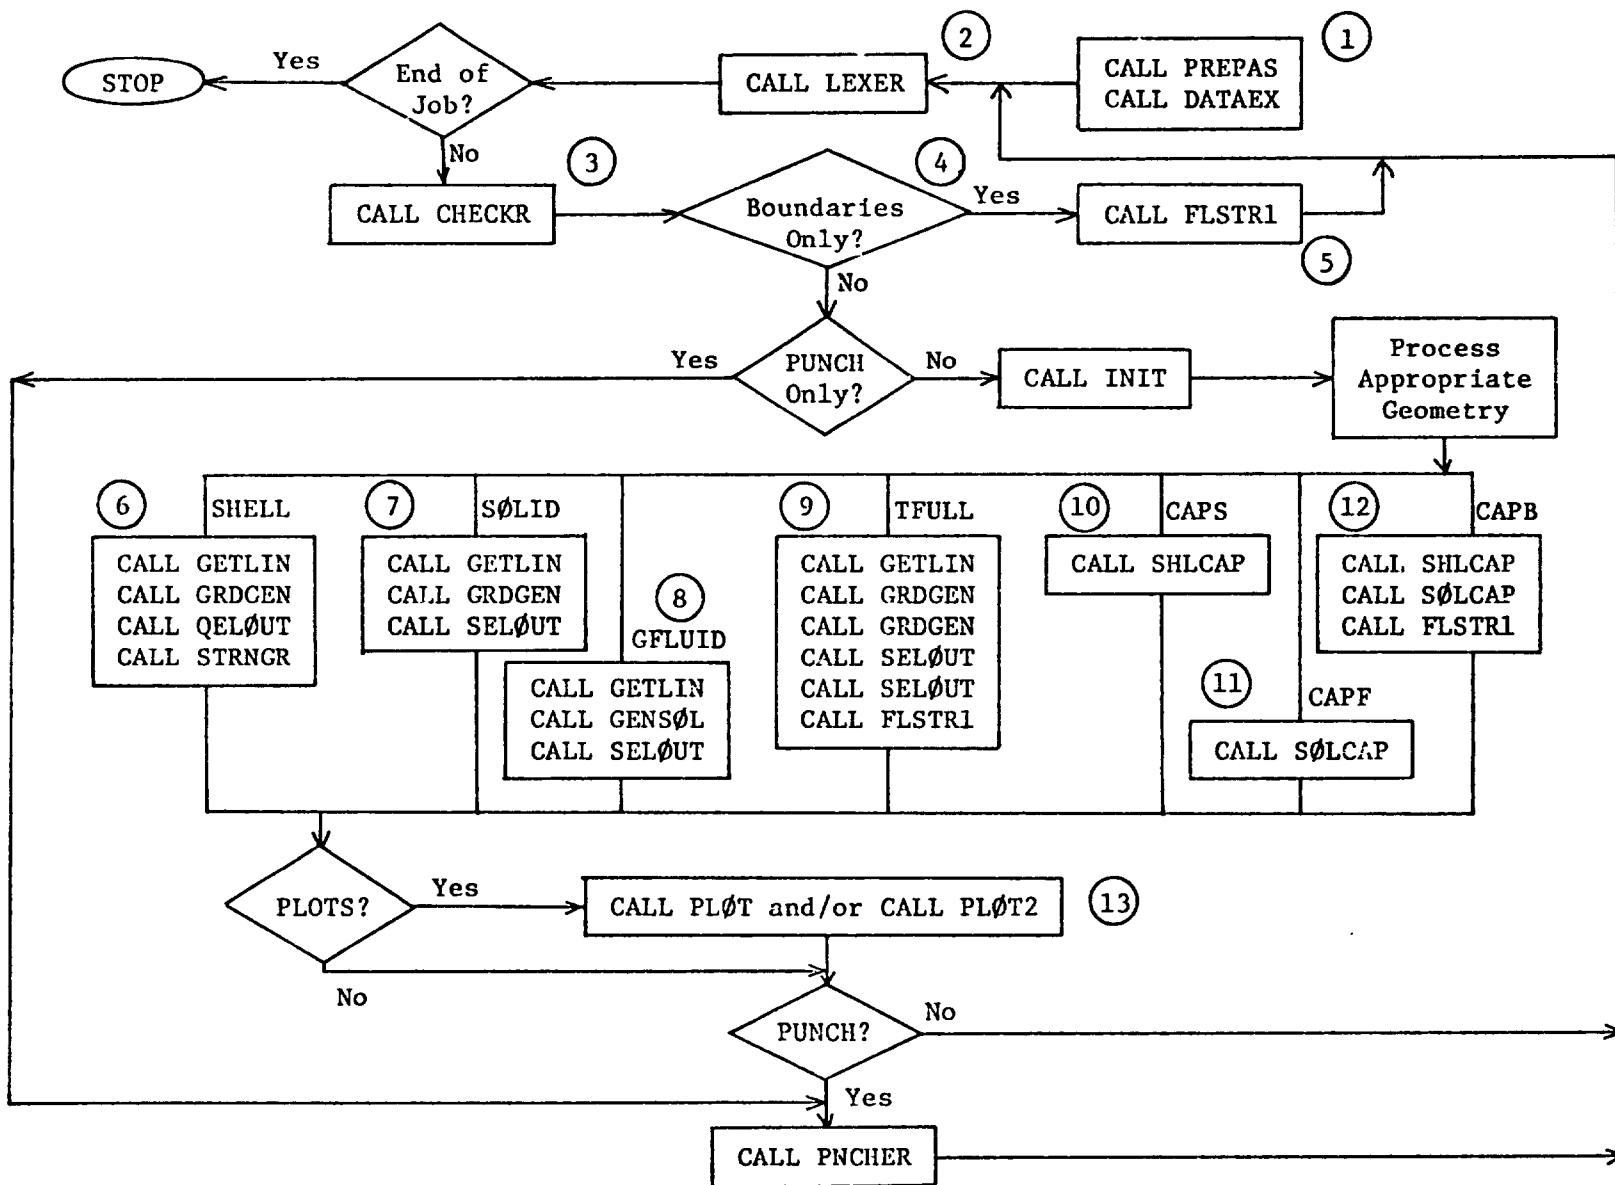 1
2
CALL PREPAS
CALL DATAEX
CALL LEXER
End of
Job?
Yes
STOP
No
3
CALL CHECKR
4
Boundaries
Only?
Yes
CALL FLSTR1
5
No
PUNCH
Only?
Yes
No
CALL INIT
Process
Appropriate
Geometry
6
SHELL
CALL GETLIN
CALL GRDGEN
CALL QELØUT
CALL STRNGR
7
SØLID
CALL GETLIN
CALL GRDGEN
CALL SELØUT
8
GFLUID
CALL GETLIN
CALL GENSØL
CALL SELØUT
9
TFULL
CALL GETLIN
CALL GRDGEN
CALL GRDGEN
CALL SELØUT
CALL SELØUT
CALL FLSTR1
10
CAPS
CALL SHLCAP
11
CAPF
CALL SØLCAP
12
CAPB
CALL SHLCAP
CALL SØLCAP
CALL FLSTR1
PLOTS?
Yes
CALL PLØT and/or CALL PLØT2
13
No
PUNCH?
No
Yes
CALL PNCHER